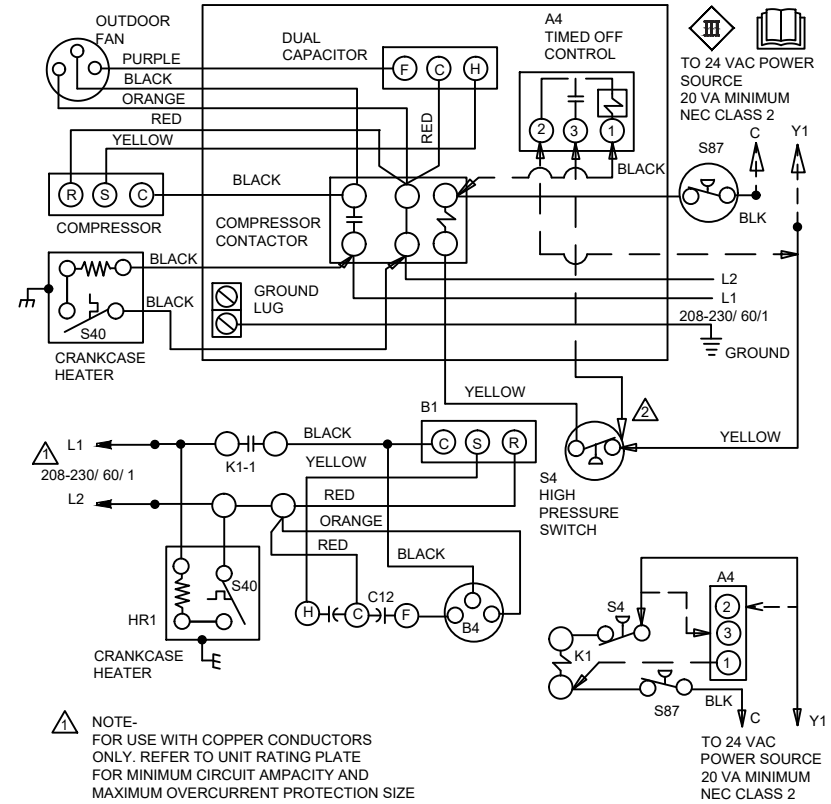 OUTDOOR
FAN
DUAL
CAPACITOR
A4
TIMED OFF
CONTROL
TO 24 VAC POWER
SOURCE
20 VA MINIMUM
NEC CLASS 2
PURPLE
BLACK
ORANGE
RED
YELLOW
F C H
RED
2 3 1
BLACK
S87
C Y1
BLK
R S C
BLACK
COMPRESSOR
COMPRESSOR
CONTACTOR
BLACK
BLACK
S40
CRANKCASE
HEATER
GROUND
LUG
L2
L1
208-230/ 60/1
GROUND
YELLOW
2
YELLOW
S4
HIGH
PRESSURE
SWITCH
B1
1 L1
208-230/ 60/ 1
L2
K1-1
BLACK
C S R
YELLOW
RED
ORANGE
RED
BLACK
S40
HR1
H C F
C12
B4
CRANKCASE
HEATER
A4
2
3
1
S4
K1
S87
BLK
C Y1
TO 24 VAC
POWER SOURCE
20 VA MINIMUM
NEC CLASS 2
1 NOTE-
FOR USE WITH COPPER CONDUCTORS
ONLY. REFER TO UNIT RATING PLATE
FOR MINIMUM CIRCUIT AMPACITY AND
MAXIMUM OVERCURRENT PROTECTION SIZE